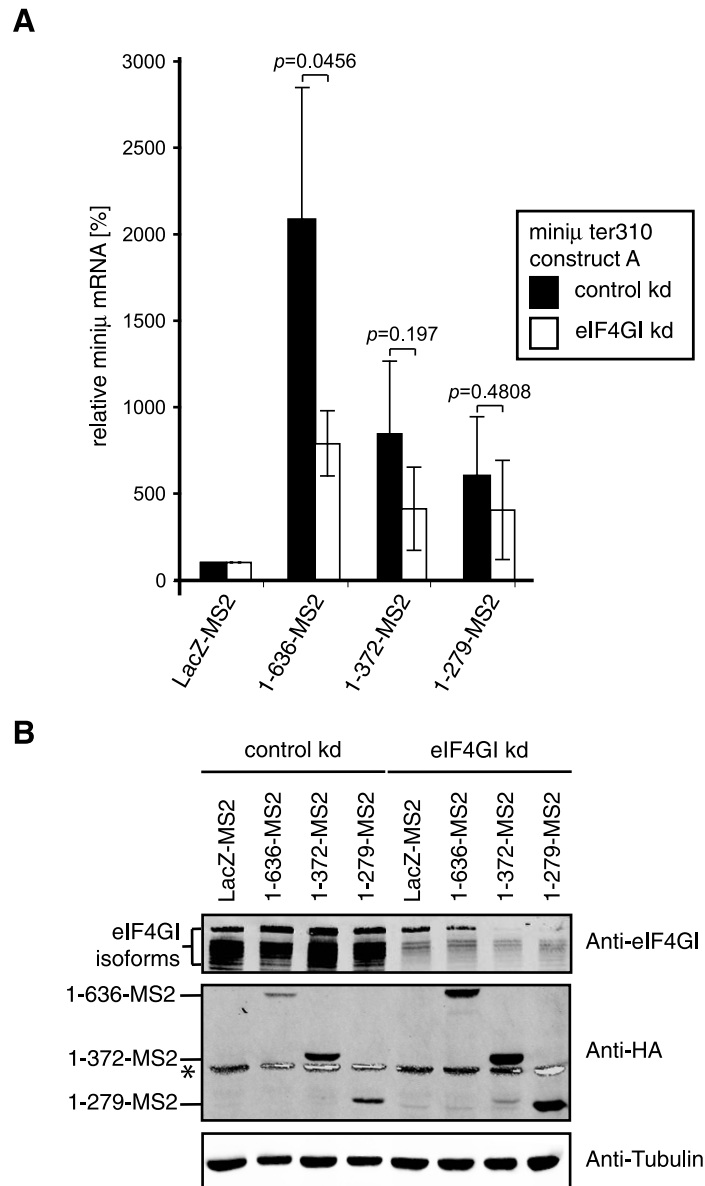 A
3000
2500
2000
1500
1000
500
0
relative miniμ mRNA [%]
p=0.0456
p=0.197
p=0.4808
miniμ ter310
construct A
control kd
eIF4GI kd
LacZ-MS2
1-636-MS2
1-372-MS2
1-279-MS2
B
control kd
eIF4GI kd
LacZ-MS2
1-636-MS2
1-372-MS2
1-279-MS2
LacZ-MS2
1-636-MS2
1-372-MS2
1-279-MS2
eIF4GI
isoforms
Anti-eIF4GI
1-636-MS2
1-372-MS2
*
1-279-MS2
Anti-HA
Anti-Tubulin